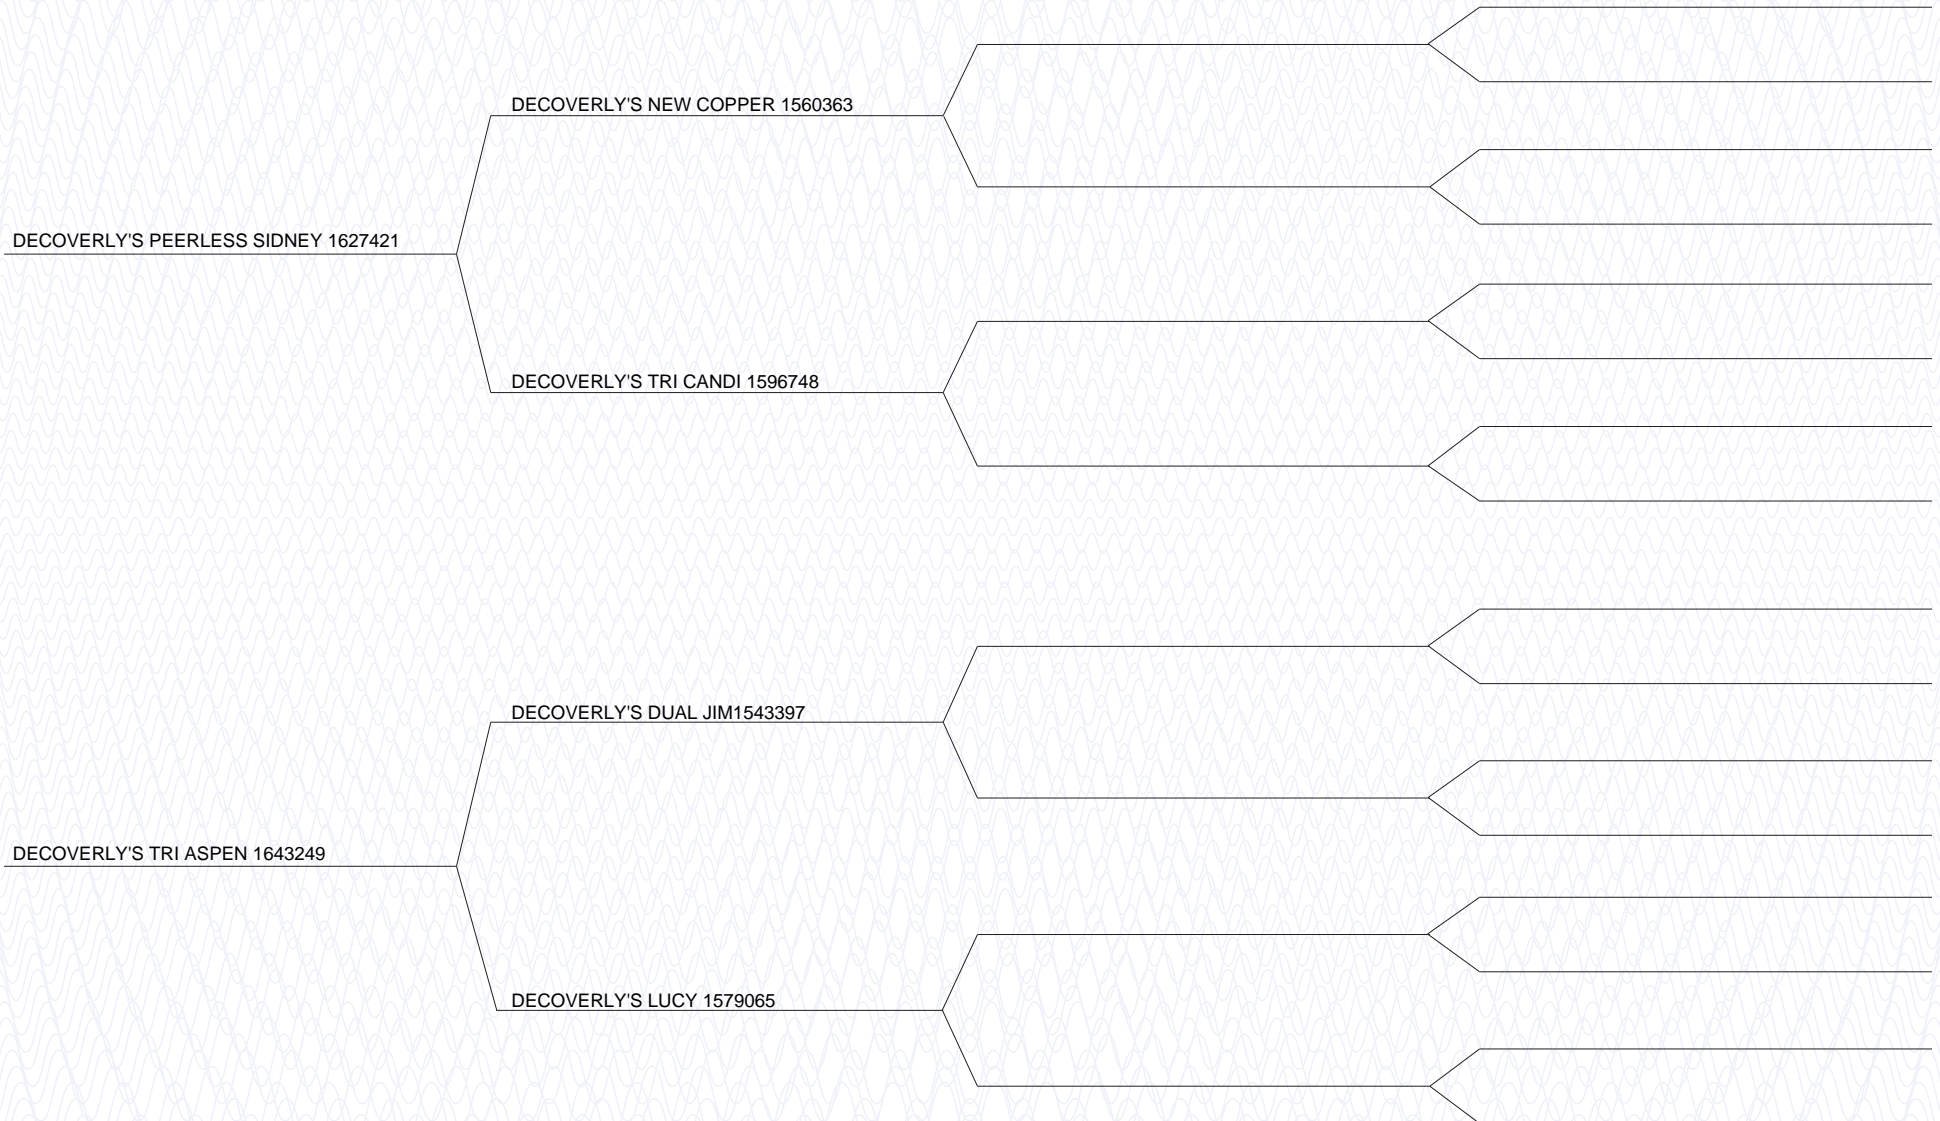 DECOVERLY'S NEW COPPER 1560363
DECOVERLY'S PEERLESS SIDNEY 1627421
DECOVERLY'S TRI CANDI 1596748
DECOVERLY'S DUAL JIM1543397
DECOVERLY'S TRI ASPEN 1643249
DECOVERLY'S LUCY 1579065